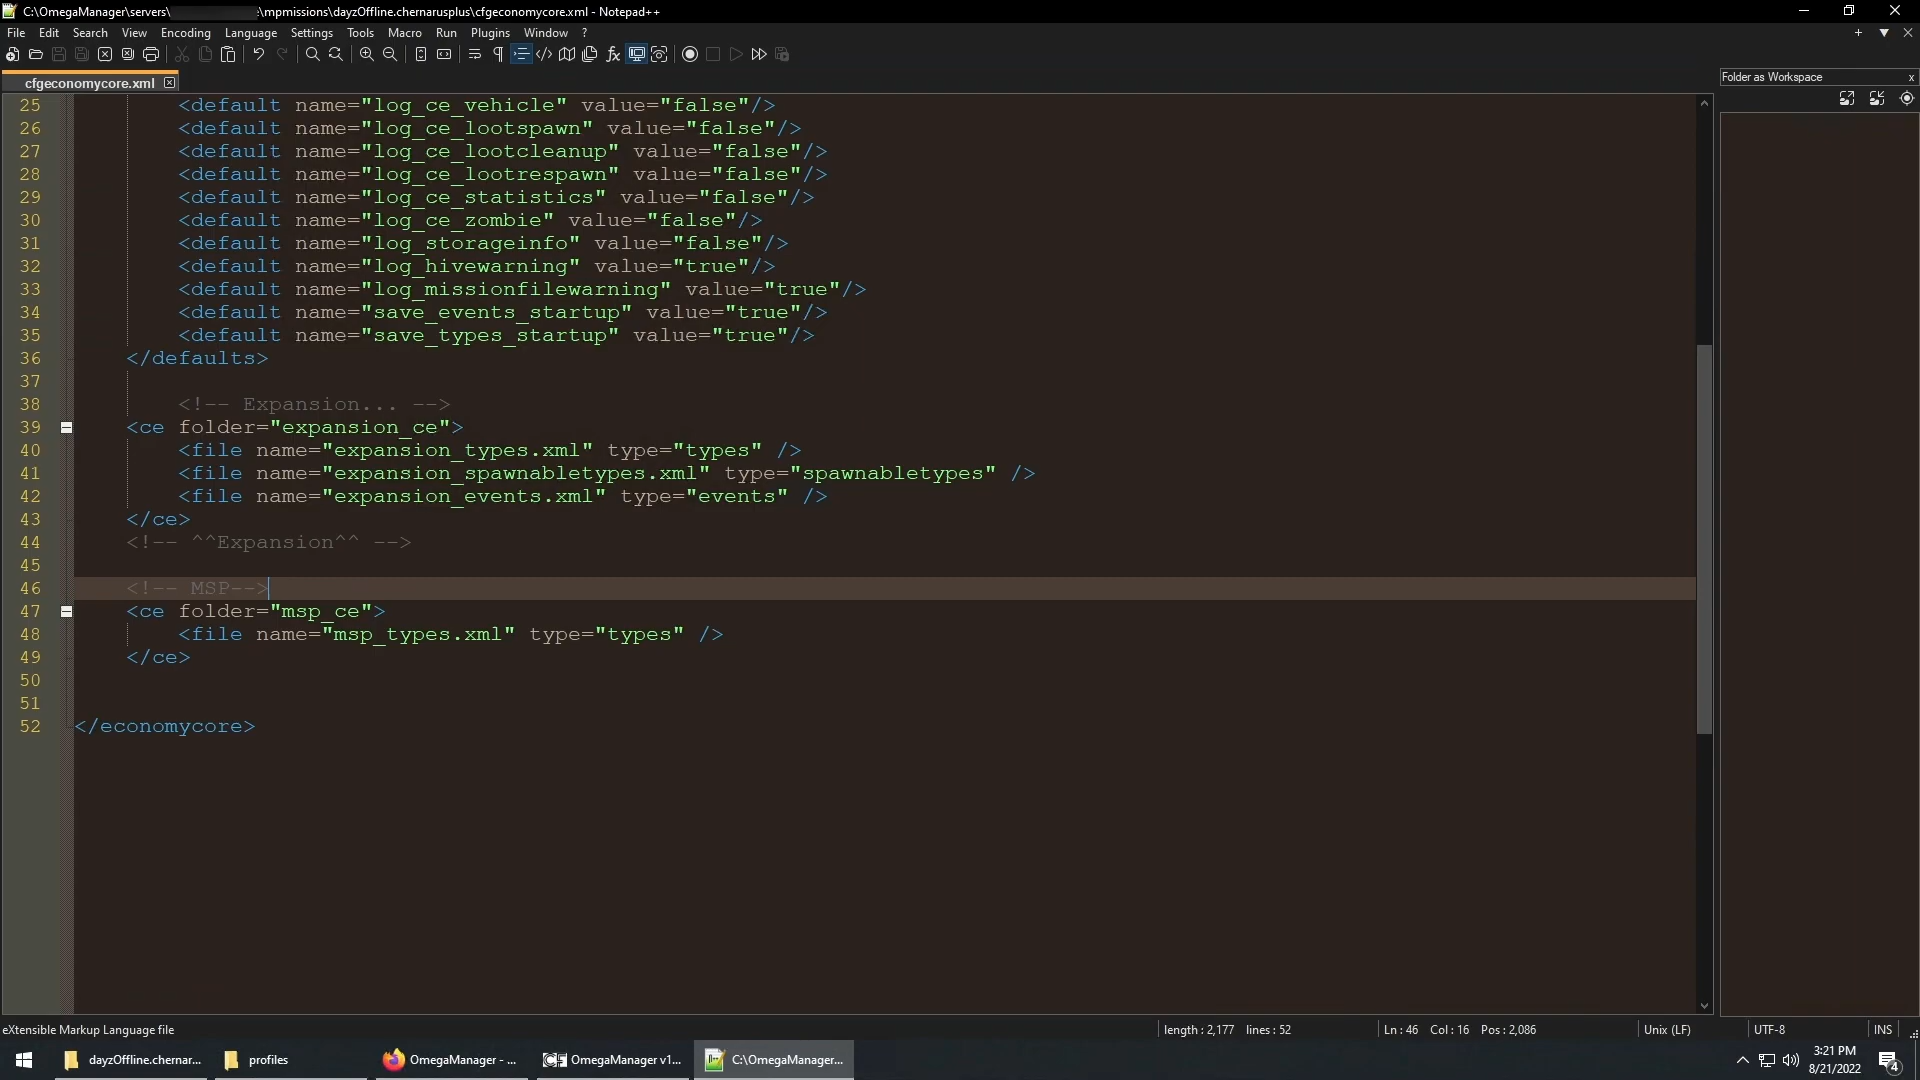 C:\OmegaManager\servers\ e\mpmissions\dayzOffline.chernarusplus\cfgeconomycore.xml - Notepad++
File Edit Search View Encoding Language Settings Tools Macro Run Plugins Window ?
cfgeconomycore.xml
Folder as Workspace
25 <default name="log_ce_vehicle" value="false"/>
26 <default name="log_ce_lootspawn" value="false"/>
27 <default name="log_ce_lootcleanup" value="false"/>
28 <default name="log_ce_lootrespawn" value="false"/>
29 <default name="log_ce_statistics" value="false"/>
30 <default name="log_ce_zombie" value="false"/>
31 <default name="log_storageinfo" value="false"/>
32 <default name="log_hivewarning" value="true"/>
33 <default name="log_missionfilewarning" value="true"/>
34 <default name="save_events_startup" value="true"/>
35 <default name="save_types_startup" value="true"/>
36 </defaults>
37
38 <!-- Expansion... -->
39 <ce folder="expansion_ce">
40 <file name="expansion_types.xml" type="types" />
41 <file name="expansion_spawnabletypes.xml" type="spawnabletypes" />
42 <file name="expansion_events.xml" type="events" />
43 </ce>
44 <!-- ^^Expansion^^ -->
45
46 <!-- MSP-->
47 <ce folder="msp_ce">
48 <file name="msp_types.xml" type="types" />
49 </ce>
50
51
52 </economycore>
eXtensible Markup Language file length : 2,177 lines : 52 Ln : 46 Col : 16 Pos : 2,086 Unix (LF) UTF-8 INS
dayzOffline.chernar... profiles OmegaManager - ... OmegaManager v1... C:\OmegaManager...
3:21 PM
8/21/2022
4